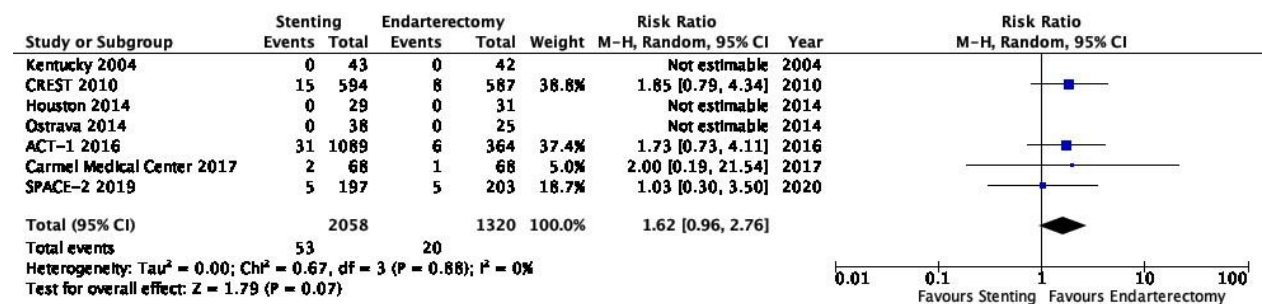 Stenting Endarterectomy Risk Ratio Risk Ratio
Study or Subgroup Events Total Events Total Weight M-H, Random, 95% CI Year M-H, Random, 95% CI
Kentucky 2004 0 43 0 42 Not estimable 2004
CREST 2010 15 594 8 587 38.8% 1.85 [0.79, 4.34] 2010
Houston 2014 0 29 0 31 Not estimable 2014
Ostrava 2014 0 38 0 25 Not estimable 2014
ACT-1 2016 31 1089 6 364 37.4% 1.73 [0.73, 4.11] 2016
Carmel Medical Center 2017 2 68 1 68 5.0% 2.00 [0.19, 21.54] 2017
SPACE-2 2019 5 197 5 203 18.7% 1.03 [0.30, 3.50] 2020
Total (95% CI) 2058 1320 100.0% 1.62 [0.96, 2.76]
Total events 53 20
Heterogeneity: Tau² = 0.00; Chi² = 0.67, df = 3 (P = 0.88); I² = 0%
Test for overall effect: Z = 1.79 (P = 0.07)
0.01 0.1 1 10 100
Favours Stenting Favours Endarterectomy